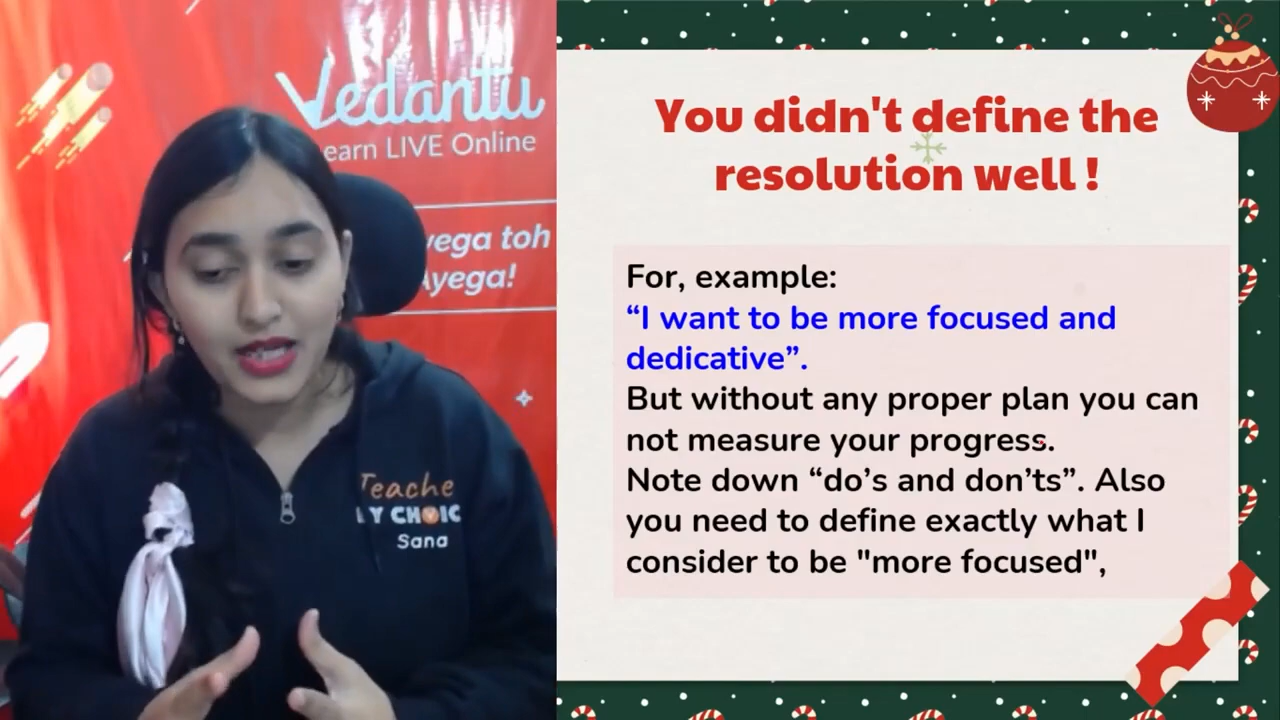 Vedantu
earn LIVE Online
vega toh
Ayega!
Teache
Y CHOIC
Sana
You didn't define the
resolution well !
For, example:
“I want to be more focused and
dedicative”.
But without any proper plan you can
not measure your progress.
Note down “do’s and don’ts”. Also
you need to define exactly what I
consider to be "more focused",